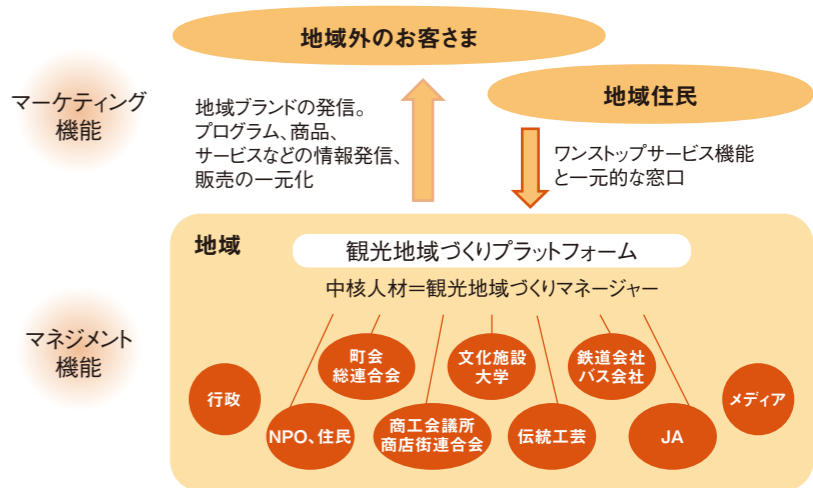 地域外のお客さま
マーケティング
機能
地域ブランドの発信。
プログラム、商品、
サービスなどの情報発信、
販売の一元化
地域住民
ワンストップサービス機能
と一元的な窓口
地域
観光地域づくりプラットフォーム
中核人材＝観光地域づくりマネージャー
マネジメント
機能
町会
総連合会
文化施設
大学
鉄道会社
バス会社
行政
メディア
NPO、住民
商工会議所
商店街連合会
伝統工芸
JA